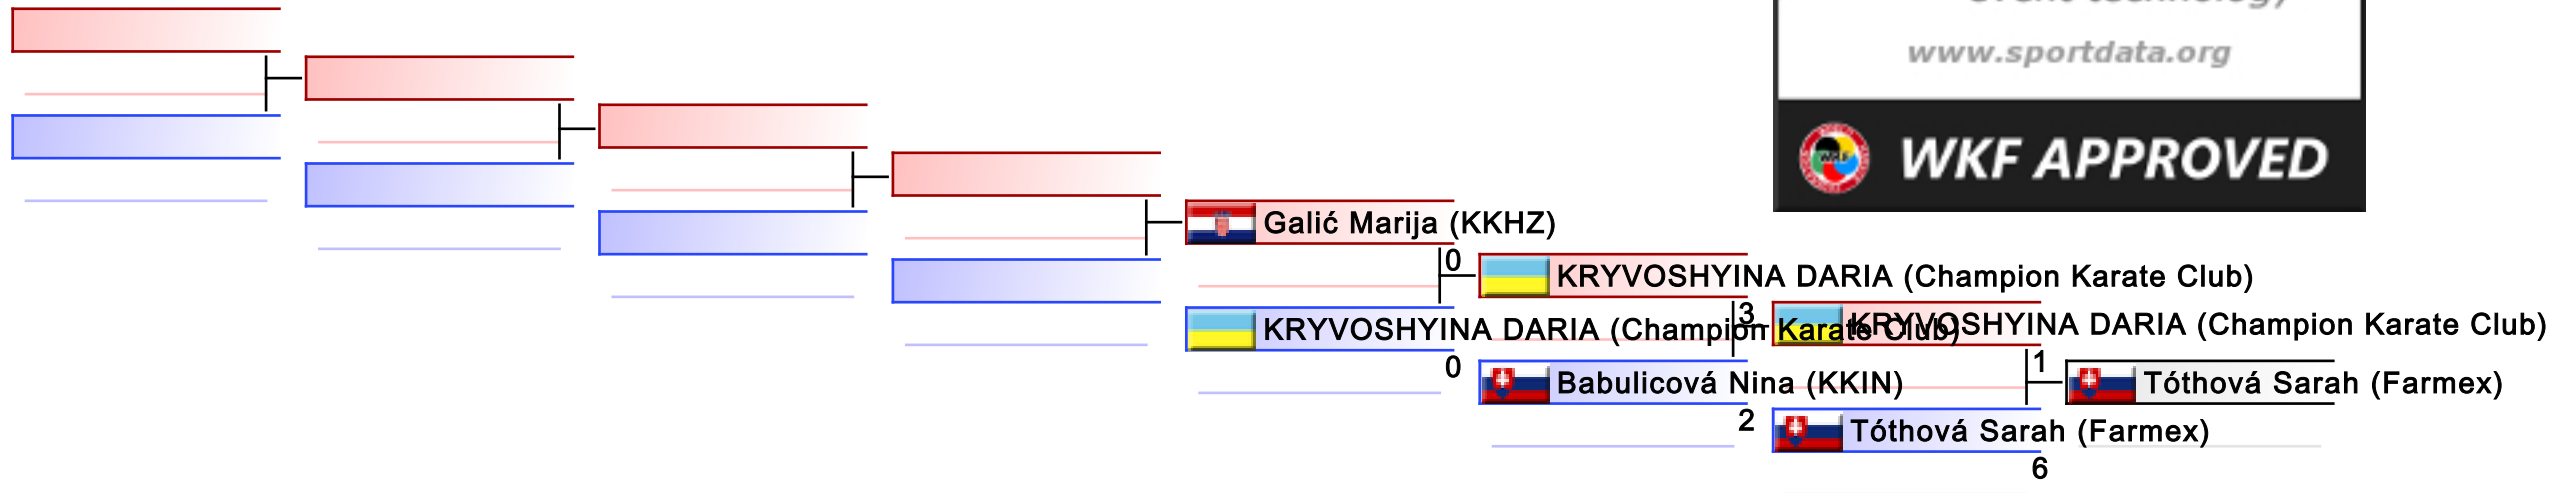 event technology
www.sportdata.org
WKF APPROVED
Galić Marija (KKHZ)
0
KRYVOSHYINA DARIA (Champion Karate Club)
KRYVOSHYINA DARIA (Champion Karate Club)
0
3
KRYVOSHYINA DARIA (Champion Karate Club)
Babulicová Nina (KKIN)
2
1
Tóthová Sarah (Farmex)
Tóthová Sarah (Farmex)
6